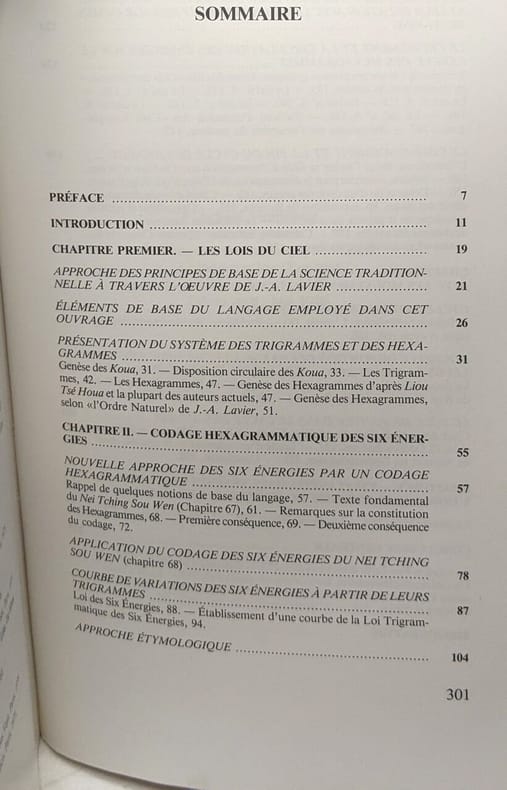 SOMMAIRE
PRÉFACE ........ 7
INTRODUCTION ........ 11
CHAPITRE PREMIER. — LES LOIS DU CIEL ........ 19
APPROCHE DES PRINCIPES DE BASE DE LA SCIENCE TRADITION-
NELLE À TRAVERS L'ŒUVRE DE J.-A. LAVIER ........ 21
ÉLÉMENTS DE BASE DU LANGAGE EMPLOYÉ DANS CET
OUVRAGE ........ 26
PRÉSENTATION DU SYSTÈME DES TRIGRAMMES ET DES HEXA-
GRAMMES ........ 31
Genèse des Koua, 31. — Disposition circulaire des Koua, 33. — Les Trigram-
mes, 42. — Les Hexagrammes, 47. — Genèse des Hexagrammes d'après Liou
Tsé Houa et la plupart des auteurs actuels, 47. — Genèse des Hexagrammes,
selon «l'Ordre Naturel» de J.-A. Lavier, 51.
CHAPITRE II. — CODAGE HEXAGRAMMATIQUE DES SIX ÉNER-
GIES ........ 55
NOUVELLE APPROCHE DES SIX ÉNERGIES PAR UN CODAGE
HEXAGRAMMATIQUE ........ 57
Rappel de quelques notions de base du langage, 57. — Texte fondamental
du Nei Tching Sou Wen (Chapitre 67), 61. — Remarques sur la constitution
des Hexagrammes, 68. — Première conséquence, 69. — Deuxième conséquence
du codage, 72.
APPLICATION DU CODAGE DES SIX ÉNERGIES DU NEI TCHING
SOU WEN (chapitre 68) ........ 78
COURBE DE VARIATIONS DES SIX ÉNERGIES À PARTIR DE LEURS
TRIGRAMMES ........ 87
Loi des Six Énergies, 88. — Établissement d'une courbe de la Loi Trigram-
matique des Six Énergies, 94.
APPROCHE ÉTYMOLOGIQUE ........ 104
301